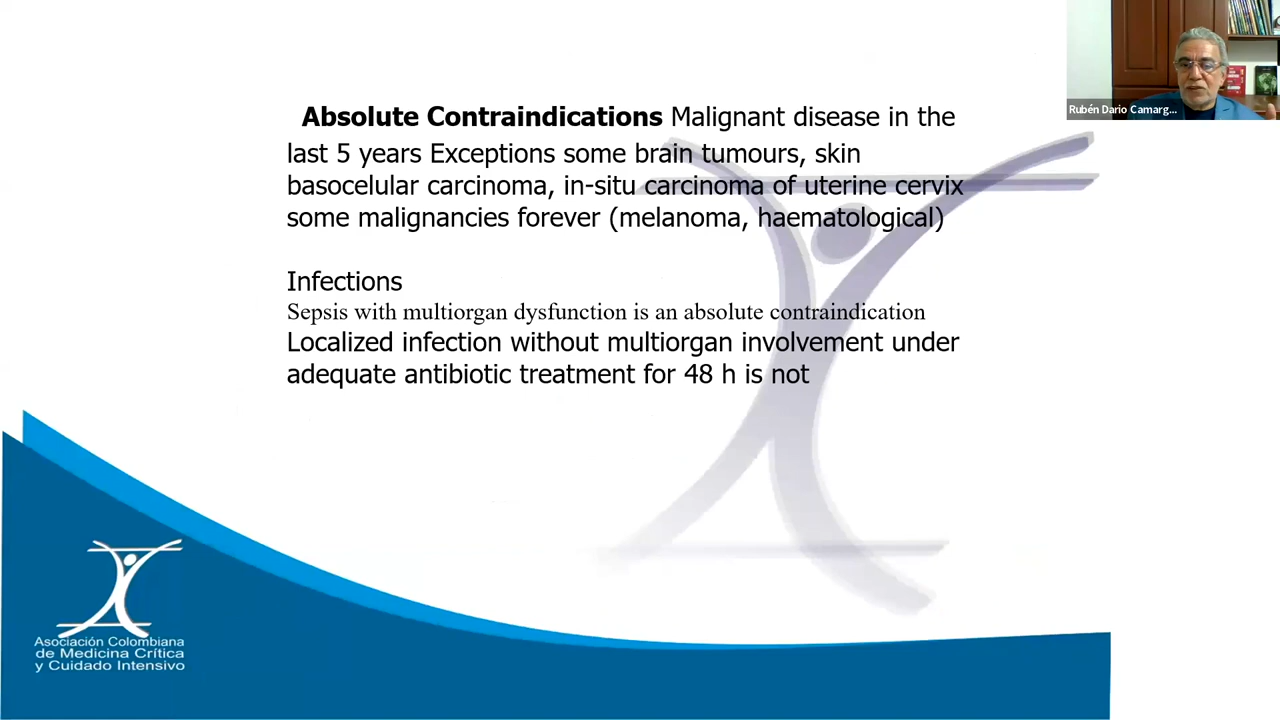 Rubén Dario Camarg...
Absolute Contraindications Malignant disease in the
last 5 years Exceptions some brain tumours, skin
basocelular carcinoma, in-situ carcinoma of uterine cervix
some malignancies forever (melanoma, haematological)
Infections
Sepsis with multiorgan dysfunction is an absolute contraindication
Localized infection without multiorgan involvement under
adequate antibiotic treatment for 48 h is not
Asociación Colombiana
de Medicina Crítica
y Cuidado Intensivo